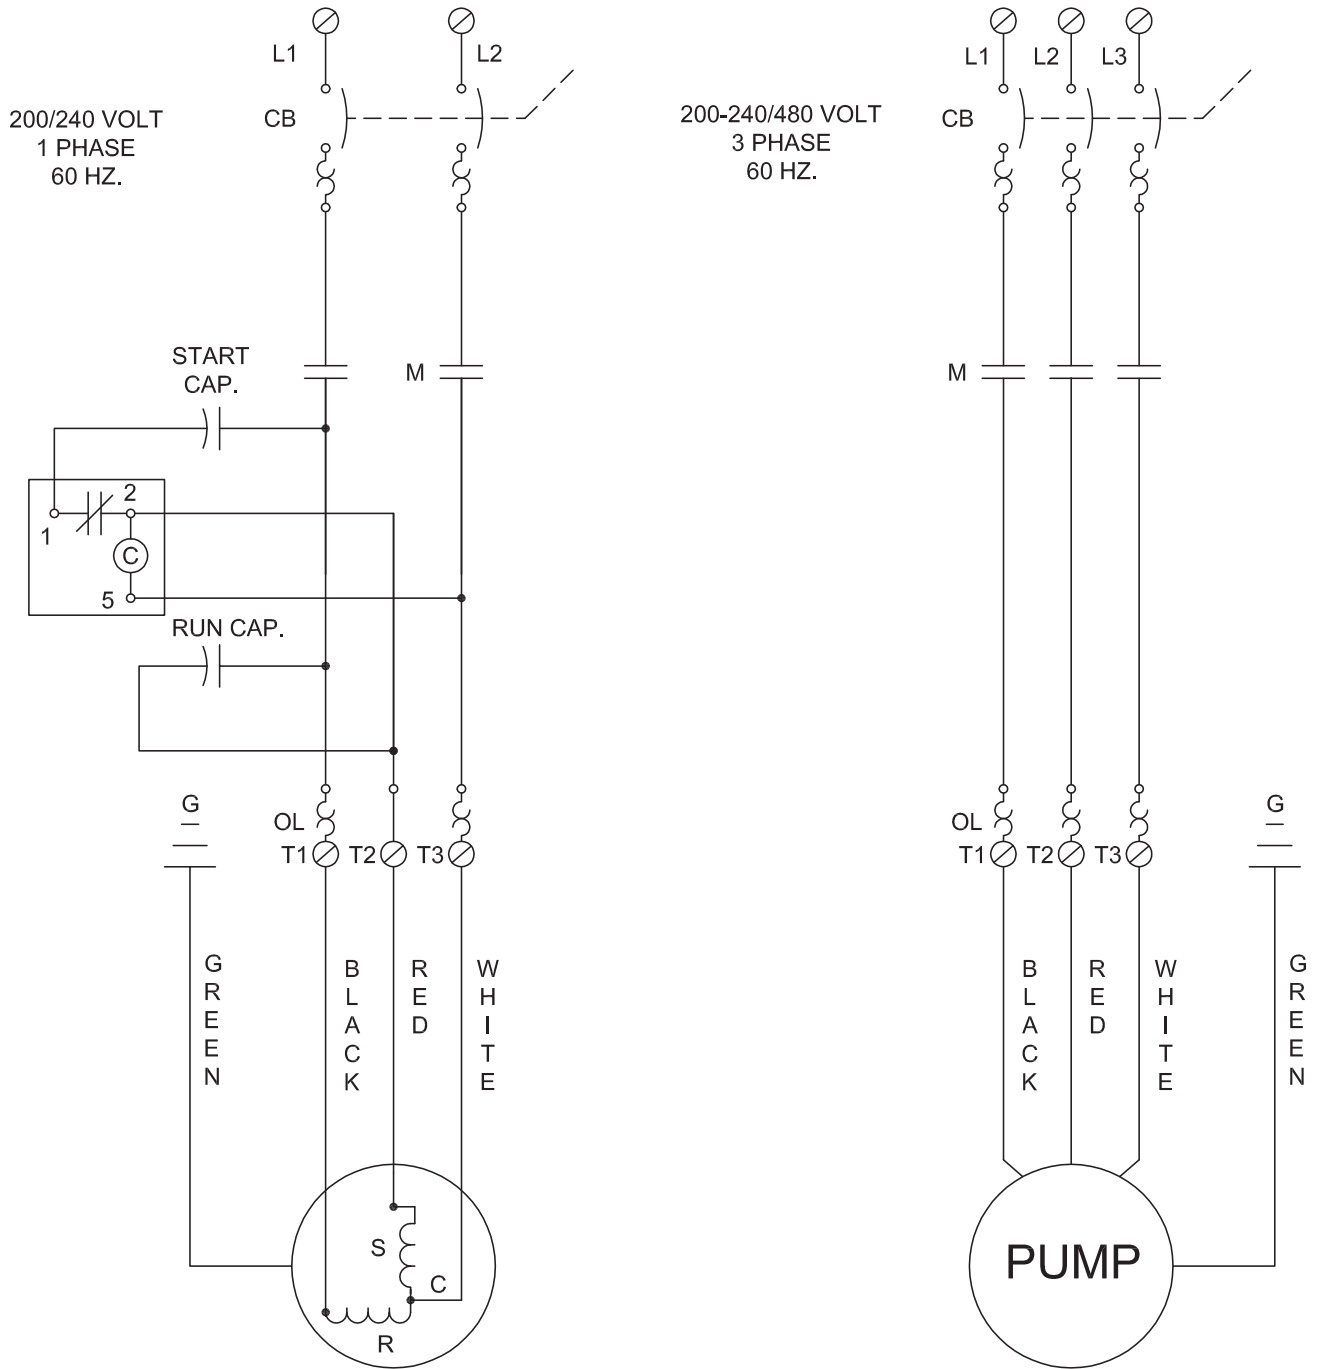 L1
L2
200/240 VOLT
1 PHASE
60 HZ.
CB
START
CAP.
M
2
1
C
5
RUN CAP.
G
OL
T1
T2
T3
GREEN
BLACK
RED
WHITE
S
C
R
L1
L2
L3
200-240/480 VOLT
3 PHASE
60 HZ.
CB
M
G
OL
T1
T2
T3
BLACK
RED
WHITE
GREEN
PUMP